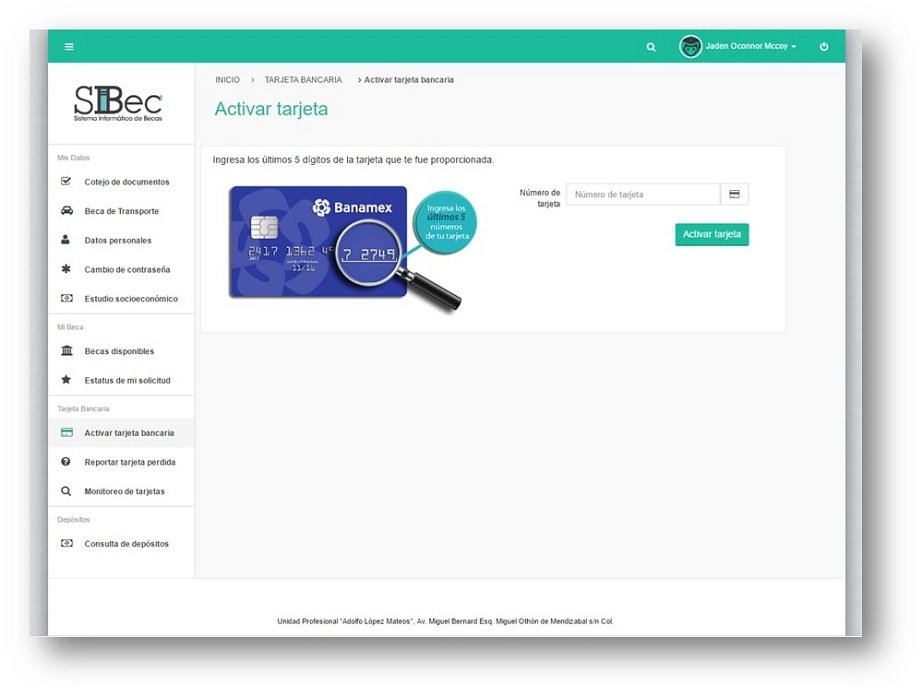 Jaden Oconnor Mccoy
SIBec
Sistema Informático de Becas
INICIO > TARJETA BANCARIA > Activar tarjeta bancaria
Activar tarjeta
Mis Datos
Cotejo de documentos
Beca de Transporte
Datos personales
Cambio de contraseña
Estudio socioeconómico
Mi Beca
Becas disponibles
Estatus de mi solicitud
Tarjeta Bancaria
Activar tarjeta bancaria
Reportar tarjeta perdida
Monitoreo de tarjetas
Depósitos
Consulta de depósitos
Ingresa los últimos 5 dígitos de la tarjeta que te fue proporcionada.
Banamex
2417 1362 45
7 2749
11/16
Ingresa los
últimos 5
números
de tu tarjeta
Número de
tarjeta
Número de tarjeta
Activar tarjeta
Unidad Profesional "Adolfo López Mateos", Av. Miguel Bernard Esq. Miguel Othón de Mendizabal s/n Col.